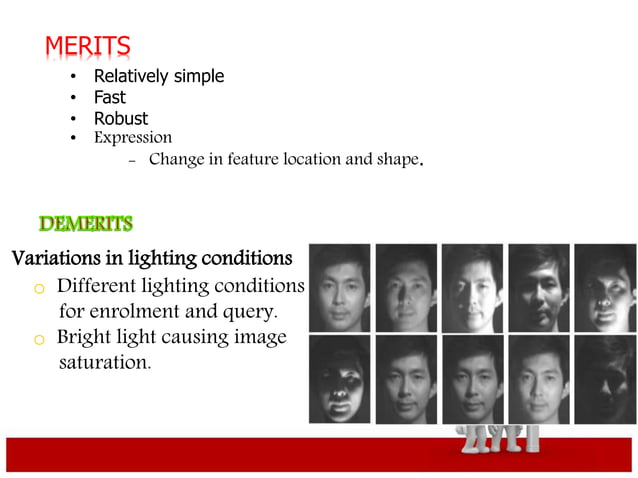 MERITS
• Relatively simple
• Fast
• Robust
• Expression
– Change in feature location and shape.
DEMERITS
Variations in lighting conditions
o Different lighting conditions
for enrolment and query.
o Bright light causing image
saturation.